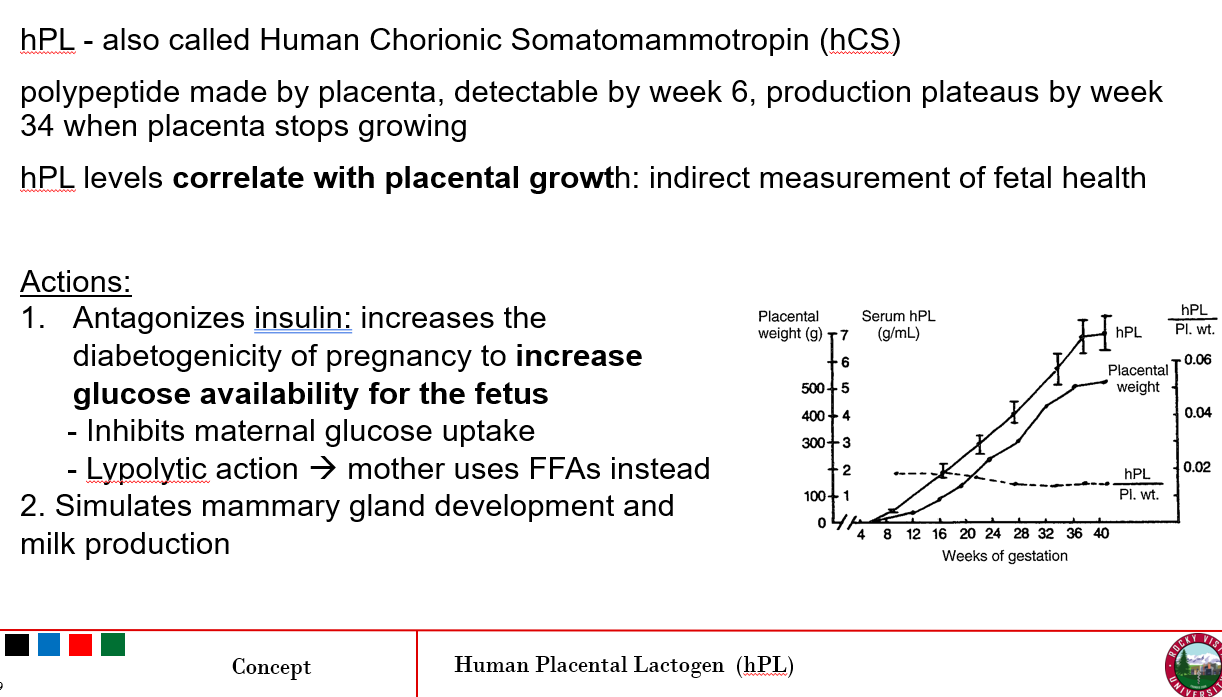 hPL - also called Human Chorionic Somatomammotropin (hCS)
polypeptide made by placenta, detectable by week 6, production plateaus by week
34 when placenta stops growing
hPL levels correlate with placental growth: indirect measurement of fetal health
Actions:
1. Antagonizes insulin: increases the
diabetogenicity of pregnancy to increase
glucose availability for the fetus
- Inhibits maternal glucose uptake
- Lypolytic action → mother uses FFAs instead
2. Simulates mammary gland development and
milk production
Placental
weight (g)
Serum hPL
(g/mL)
hPL
Pl. wt.
7
6
500 5
400 4
300 3
2
100 1
0
hPL
Placental
weight
hPL
Pl. wt.
0.06
0.04
0.02
4 8 12 16 20 24 28 32 36 40
Weeks of gestation
Concept
Human Placental Lactogen (hPL)
ROCKY VIS
UNIVERSI
9